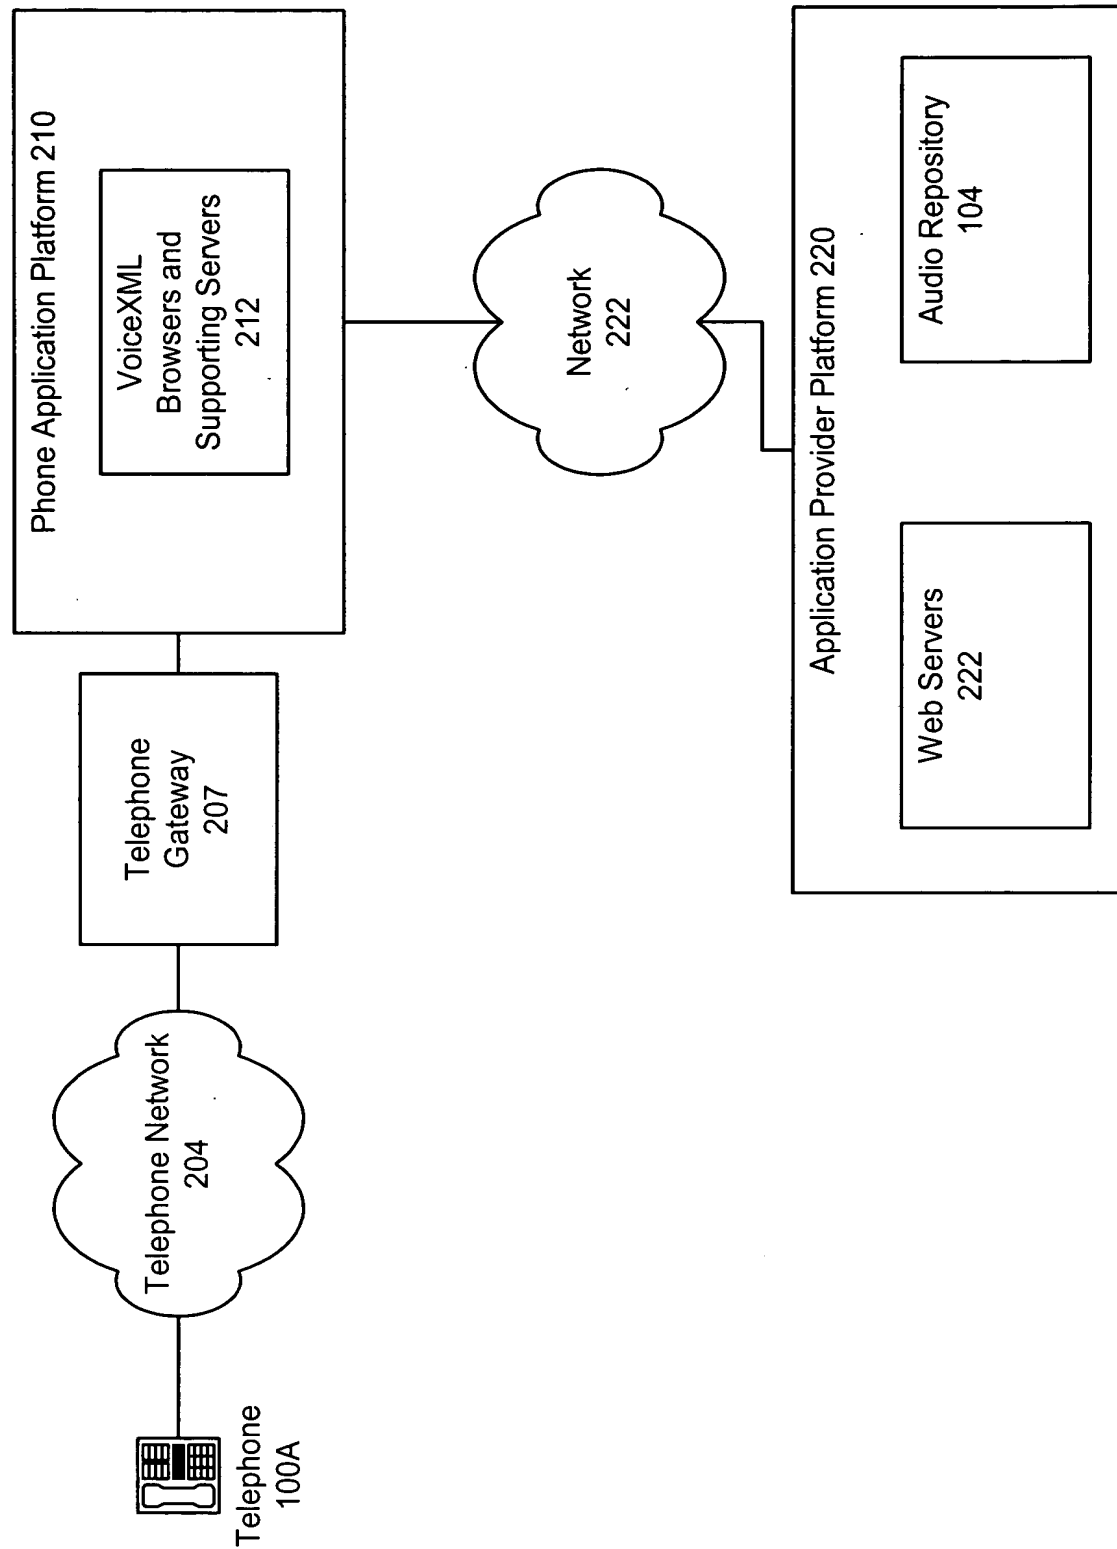 Telephone
100A
Telephone Network
204
Telephone
Gateway
207
Phone Application Platform 210
VoiceXML
Browsers and
Supporting Servers
212
Network
222
Application Provider Platform 220
Web Servers
222
Audio Repository
104